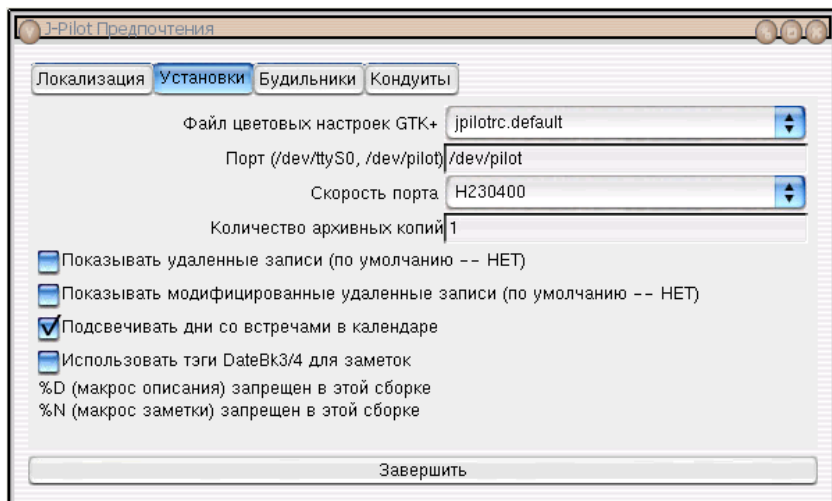 J-Pilot Предпочтения
Локализация Установки Будильники Кондуиты
Файл цветовых настроек GTK+ jpilotrc.default
Порт (/dev/ttyS0, /dev/pilot) /dev/pilot
Скорость порта H230400
Количество архивных копий 1
Показывать удаленные записи (по умолчанию -- НЕТ)
Показывать модифицированные удаленные записи (по умолчанию -- НЕТ)
Подсвечивать дни со встречами в календаре
Использовать тэги DateBk3/4 для заметок
%D (макрос описания) запрещен в этой сборке
%N (макрос заметки) запрещен в этой сборке
Завершить